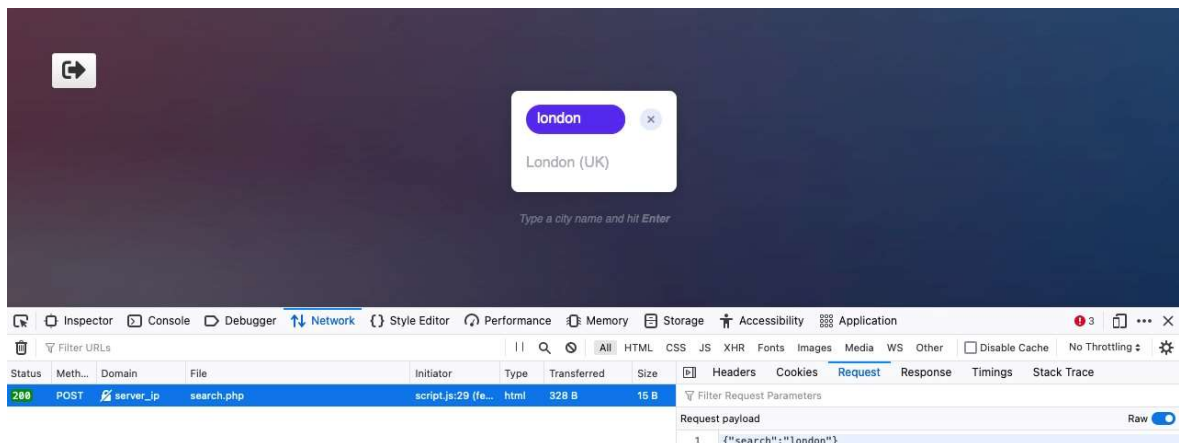 london
×
London (UK)
Type a city name and hit Enter
Inspector Console Debugger Network {} Style Editor Performance Memory Storage Accessibility Application 3
Filter URLs All HTML CSS JS XHR Fonts Images Media WS Other Disable Cache No Throttling
Status Meth... Domain File Initiator Type Transferred Size Headers Cookies Request Response Timings Stack Trace
200 POST server_ip search.php script.js:29 (fe... html 328 B 15 B Filter Request Parameters
Request payload Raw
1 {"search":"london"}